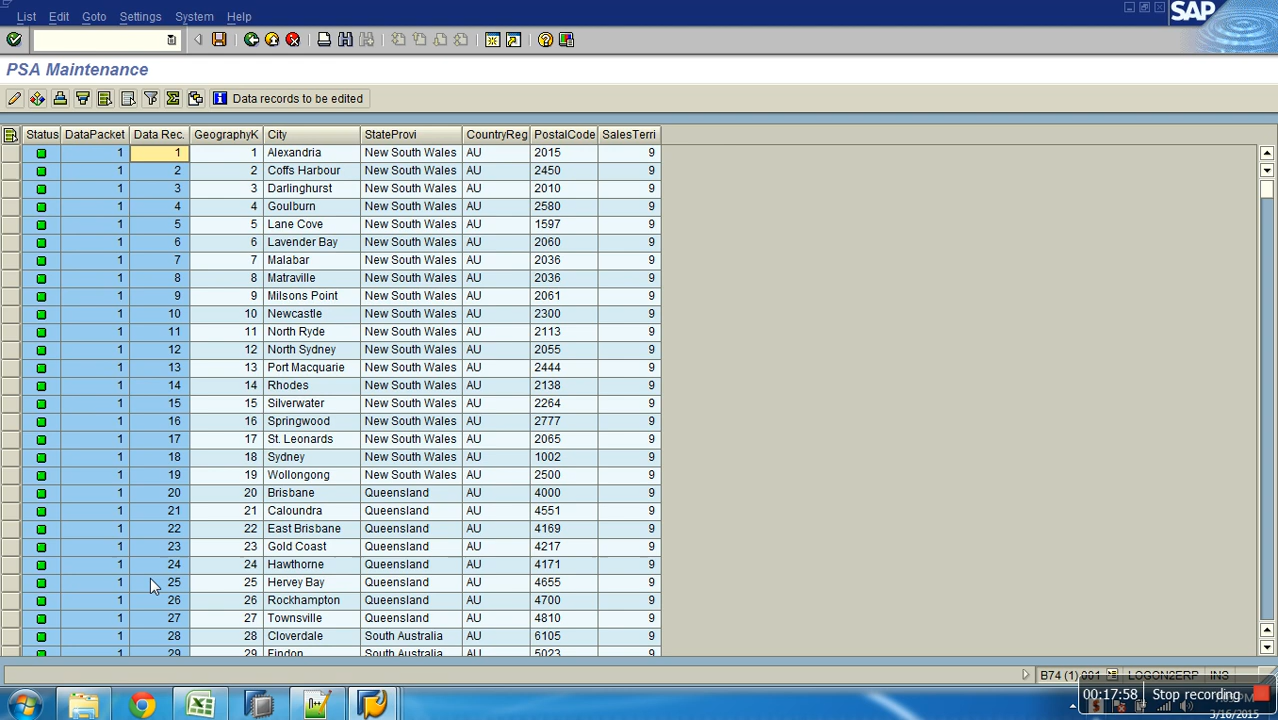 List Edit Goto Settings System Help
SAP
PSA Maintenance
Data records to be edited
Status DataPacket Data Rec. GeographyK City StateProvi CountryReg PostalCode SalesTerri
1 1 1 Alexandria New South Wales AU 2015 9
1 2 2 Coffs Harbour New South Wales AU 2450 9
1 3 3 Darlinghurst New South Wales AU 2010 9
1 4 4 Goulburn New South Wales AU 2580 9
1 5 5 Lane Cove New South Wales AU 1597 9
1 6 6 Lavender Bay New South Wales AU 2060 9
1 7 7 Malabar New South Wales AU 2036 9
1 8 8 Matraville New South Wales AU 2036 9
1 9 9 Milsons Point New South Wales AU 2061 9
1 10 10 Newcastle New South Wales AU 2300 9
1 11 11 North Ryde New South Wales AU 2113 9
1 12 12 North Sydney New South Wales AU 2055 9
1 13 13 Port Macquarie New South Wales AU 2444 9
1 14 14 Rhodes New South Wales AU 2138 9
1 15 15 Silverwater New South Wales AU 2264 9
1 16 16 Springwood New South Wales AU 2777 9
1 17 17 St. Leonards New South Wales AU 2065 9
1 18 18 Sydney New South Wales AU 1002 9
1 19 19 Wollongong New South Wales AU 2500 9
1 20 20 Brisbane Queensland AU 4000 9
1 21 21 Caloundra Queensland AU 4551 9
1 22 22 East Brisbane Queensland AU 4169 9
1 23 23 Gold Coast Queensland AU 4217 9
1 24 24 Hawthorne Queensland AU 4171 9
1 25 25 Hervey Bay Queensland AU 4655 9
1 26 26 Rockhampton Queensland AU 4700 9
1 27 27 Townsville Queensland AU 4810 9
1 28 28 Cloverdale South Australia AU 6105 9
1 29 29 Findon South Australia AU 5023 9
B74 (1) 001 LOGON2ERP INS
00:17:58 Stop recording
3/16/2015